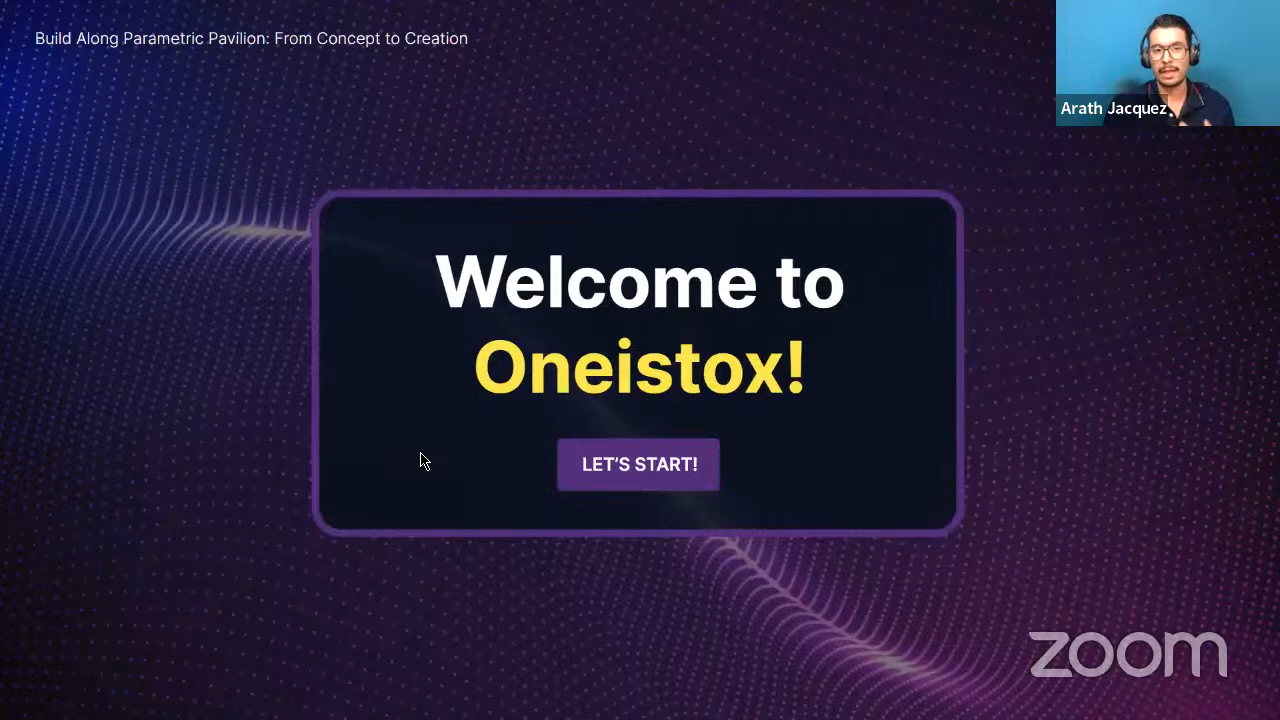 Build Along Parametric Pavilion: From Concept to Creation
Arath Jacquez
Welcome to
Oneistox!
LET'S START!
zoom